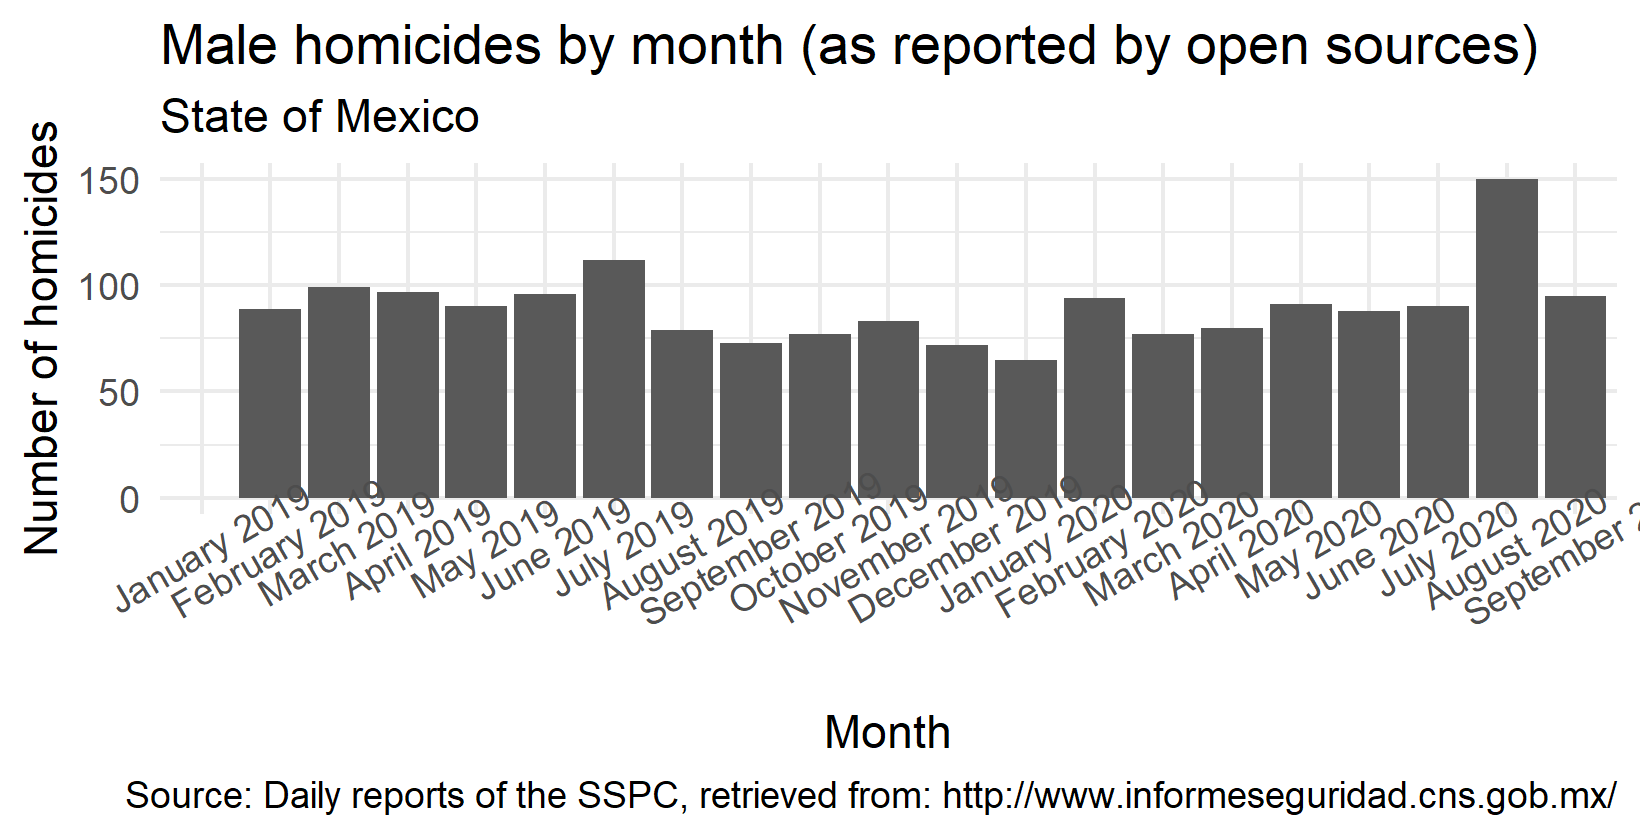 Male homicides by month (as reported by open sources)
State of Mexico
Number of homicides
150
100
50
0
January 2019
February 2019
March 2019
April 2019
May 2019
June 2019
July 2019
August 2019
September 2019
October 2019
November 2019
December 2019
January 2020
February 2020
March 2020
April 2020
May 2020
June 2020
July 2020
August 2020
September 2
Month
Source: Daily reports of the SSPC, retrieved from: http://www.informeseguridad.cns.gob.mx/